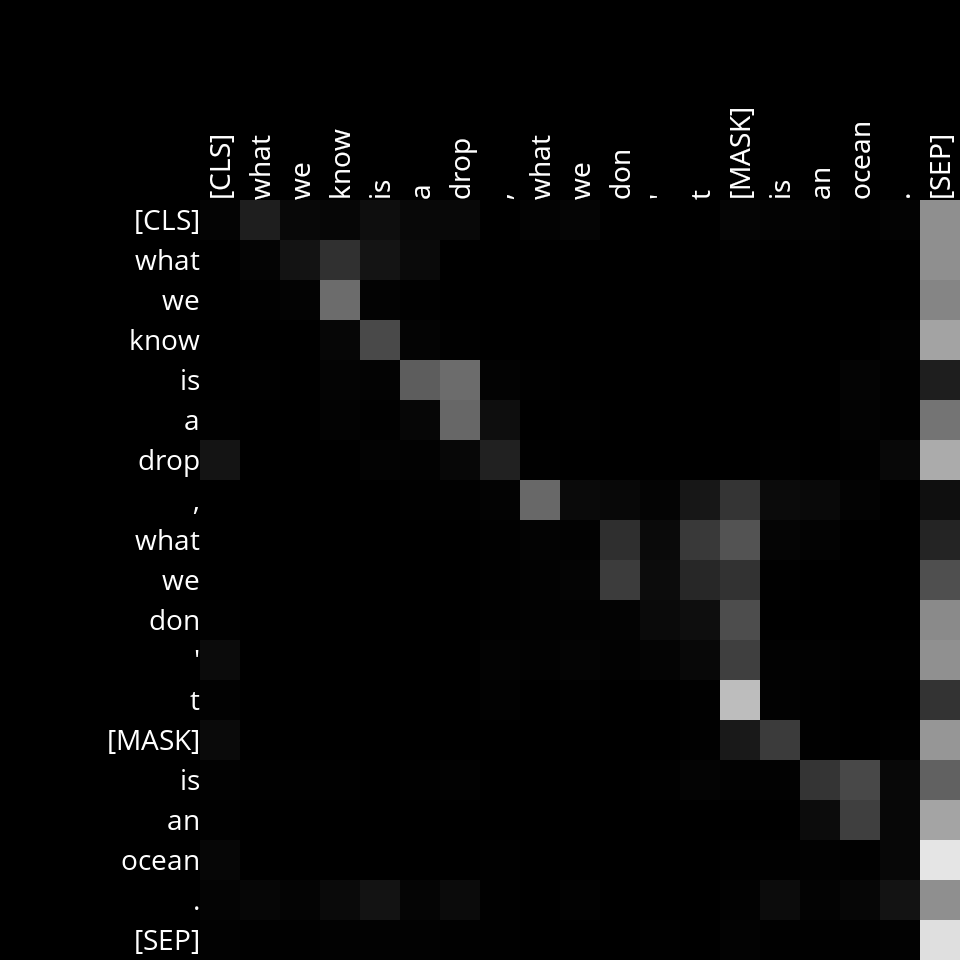 [CLS] what we know is a drop , what we don ' t [MASK] is an ocean . [SEP]
[CLS]
what
we
know
is
a
drop
,
what
we
don
'
t
[MASK]
is
an
ocean
.
[SEP]